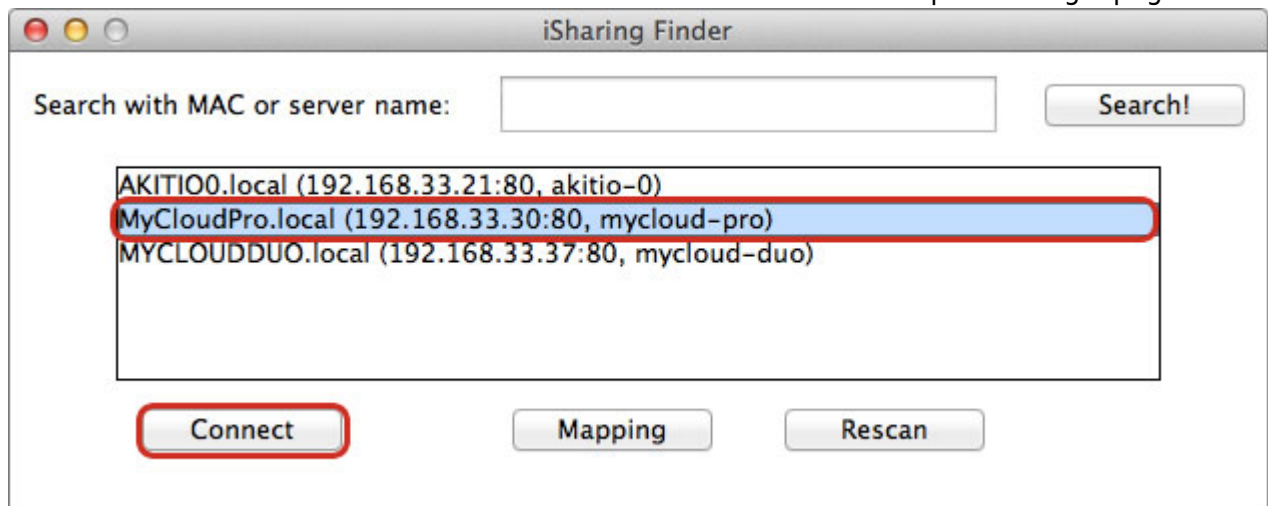 iSharing Finder
Search with MAC or server name:
Search!
AKITIO0.local (192.168.33.21:80, akitio-0)
MyCloudPro.local (192.168.33.30:80, mycloud-pro)
MYCLOUDDUO.local (192.168.33.37:80, mycloud-duo)
Connect
Mapping
Rescan